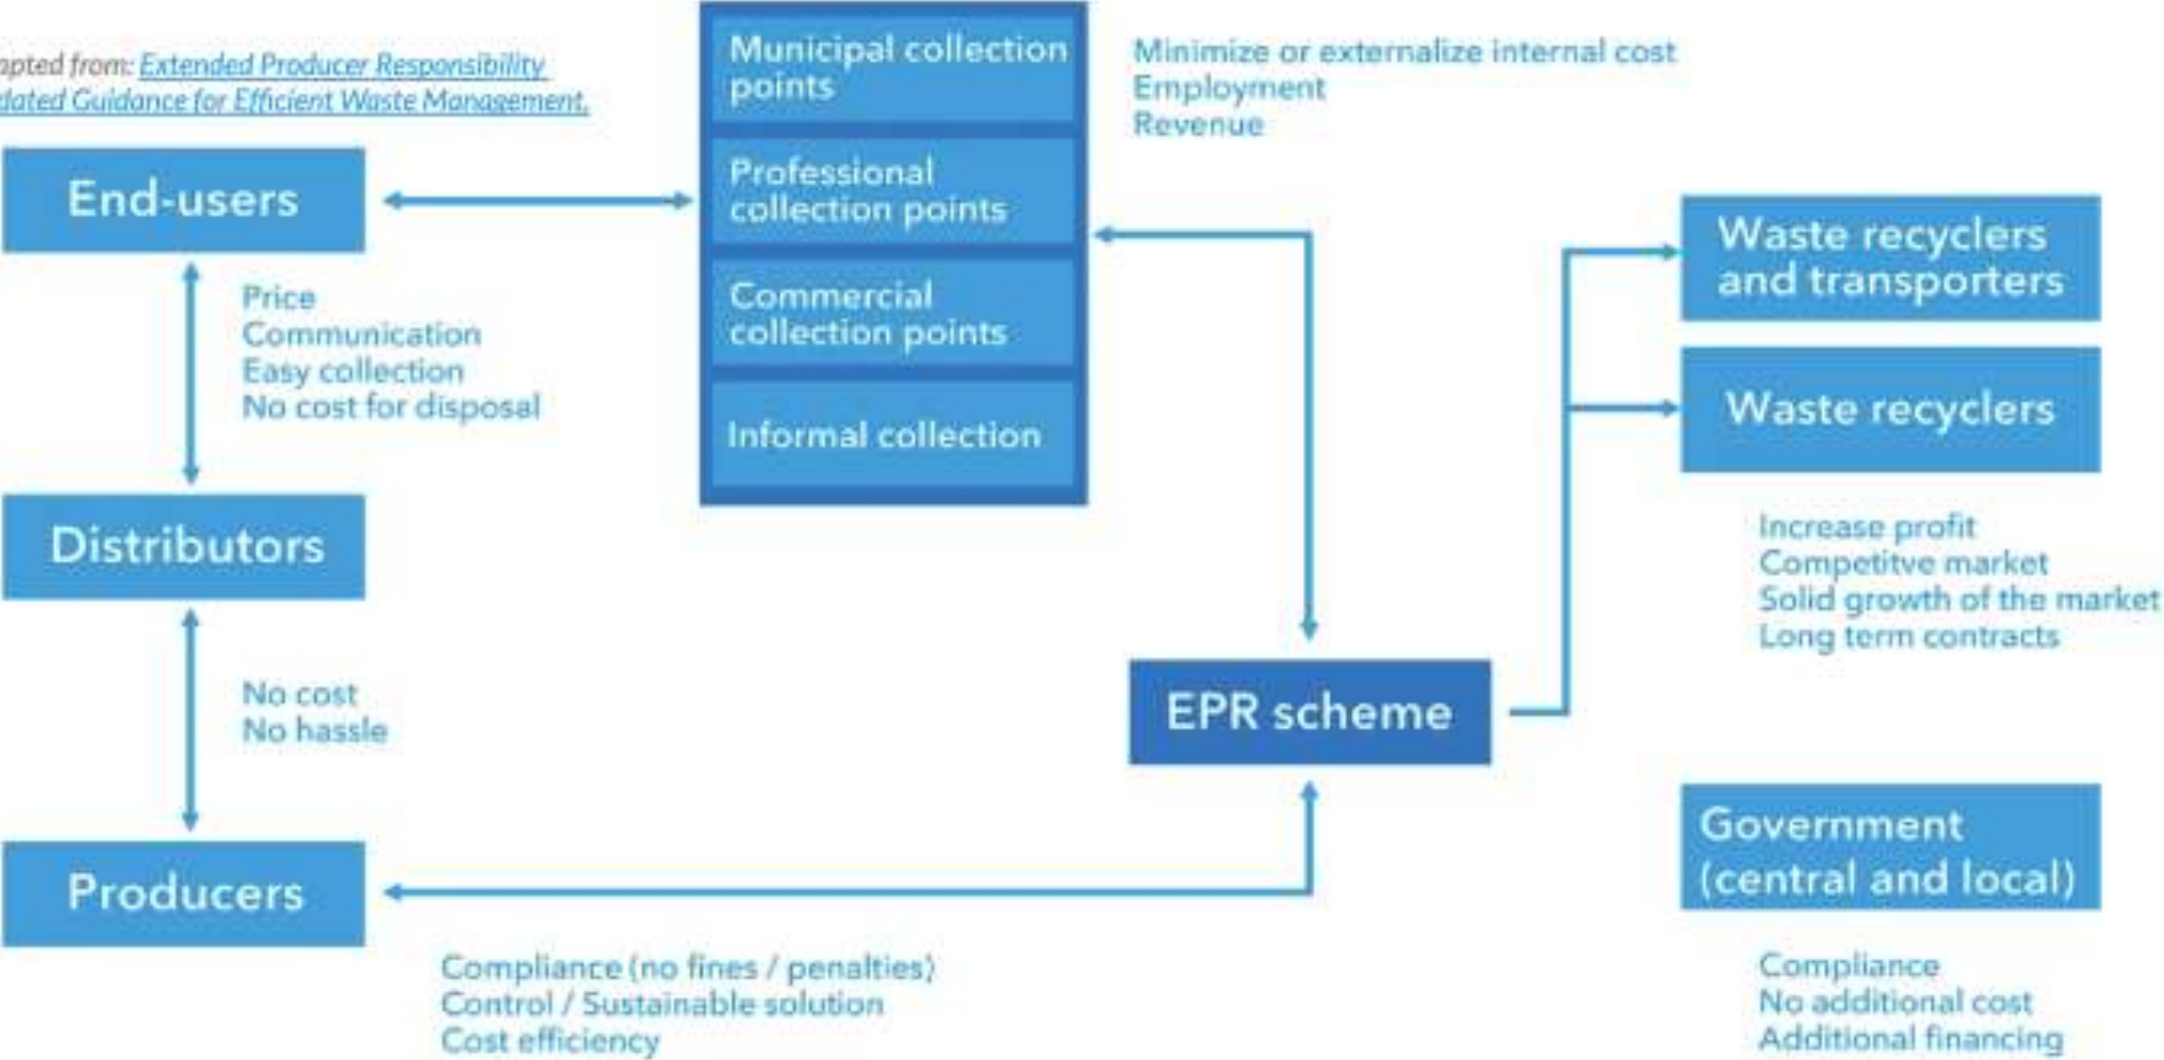 apted from: Extended Producer Responsibility
dated Guidance for Efficient Waste Management,
Municipal collection
points
Professional
collection points
Commercial
collection points
Informal collection
Minimize or externalize internal cost
Employment
Revenue
End-users
Price
Communication
Easy collection
No cost for disposal
Distributors
No cost
No hassle
Producers
Compliance (no fines / penalties)
Control / Sustainable solution
Cost efficiency
EPR scheme
Waste recyclers
and transporters
Waste recyclers
Increase profit
Competitve market
Solid growth of the market
Long term contracts
Government
(central and local)
Compliance
No additional cost
Additional financing